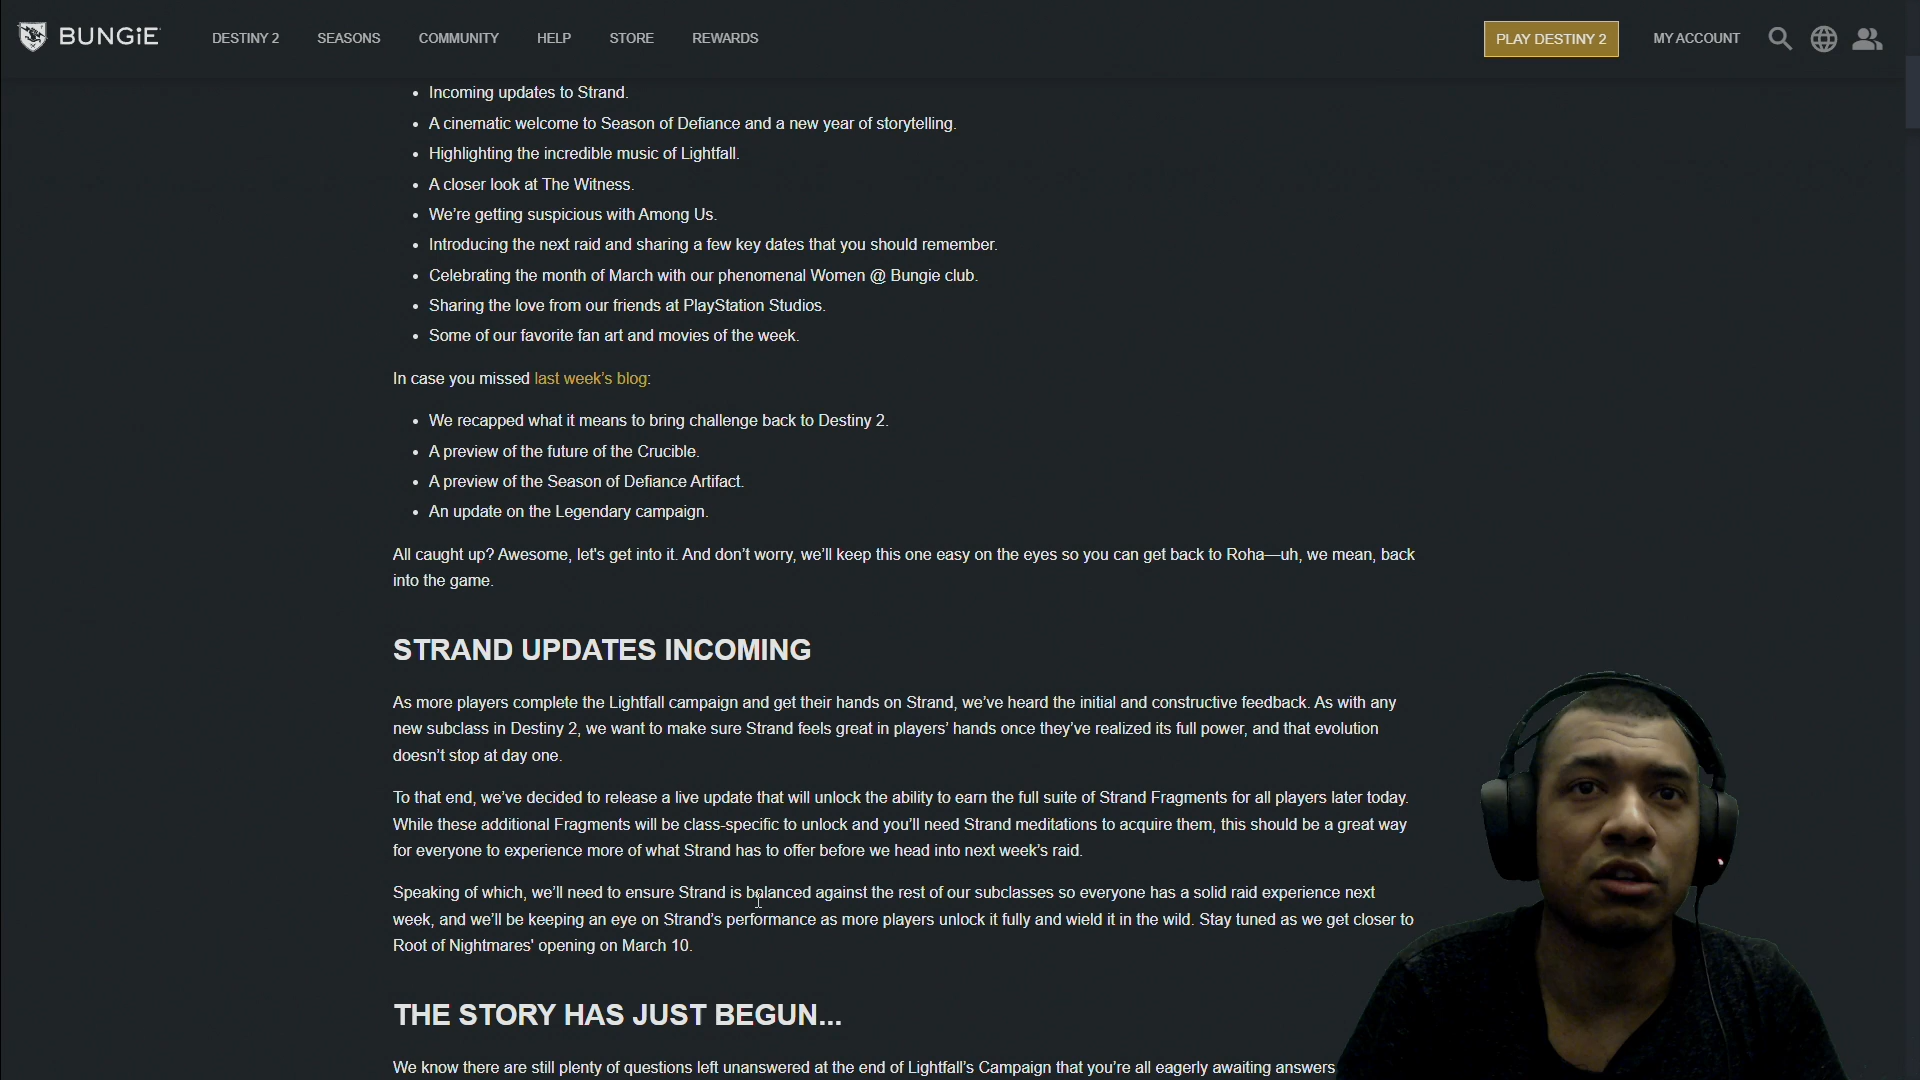 BUNGiE
DESTINY 2
SEASONS
COMMUNITY
HELP
STORE
REWARDS
PLAY DESTINY 2
MY ACCOUNT
• Incoming updates to Strand.
• A cinematic welcome to Season of Defiance and a new year of storytelling.
• Highlighting the incredible music of Lightfall.
• A closer look at The Witness.
• We’re getting suspicious with Among Us.
• Introducing the next raid and sharing a few key dates that you should remember.
• Celebrating the month of March with our phenomenal Women @ Bungie club.
• Sharing the love from our friends at PlayStation Studios.
• Some of our favorite fan art and movies of the week.
In case you missed last week’s blog:
• We recapped what it means to bring challenge back to Destiny 2.
• A preview of the future of the Crucible.
• A preview of the Season of Defiance Artifact.
• An update on the Legendary campaign.
All caught up? Awesome, let's get into it. And don’t worry, we’ll keep this one easy on the eyes so you can get back to Roha—uh, we mean, back
into the game.
STRAND UPDATES INCOMING
As more players complete the Lightfall campaign and get their hands on Strand, we’ve heard the initial and constructive feedback. As with any
new subclass in Destiny 2, we want to make sure Strand feels great in players’ hands once they’ve realized its full power, and that evolution
doesn’t stop at day one.
To that end, we’ve decided to release a live update that will unlock the ability to earn the full suite of Strand Fragments for all players later today.
While these additional Fragments will be class-specific to unlock and you’ll need Strand meditations to acquire them, this should be a great way
for everyone to experience more of what Strand has to offer before we head into next week’s raid.
Speaking of which, we’ll need to ensure Strand is balanced against the rest of our subclasses so everyone has a solid raid experience next
week, and we’ll be keeping an eye on Strand’s performance as more players unlock it fully and wield it in the wild. Stay tuned as we get closer to
Root of Nightmares' opening on March 10.
THE STORY HAS JUST BEGUN...
We know there are still plenty of questions left unanswered at the end of Lightfall’s Campaign that you’re all eagerly awaiting answers